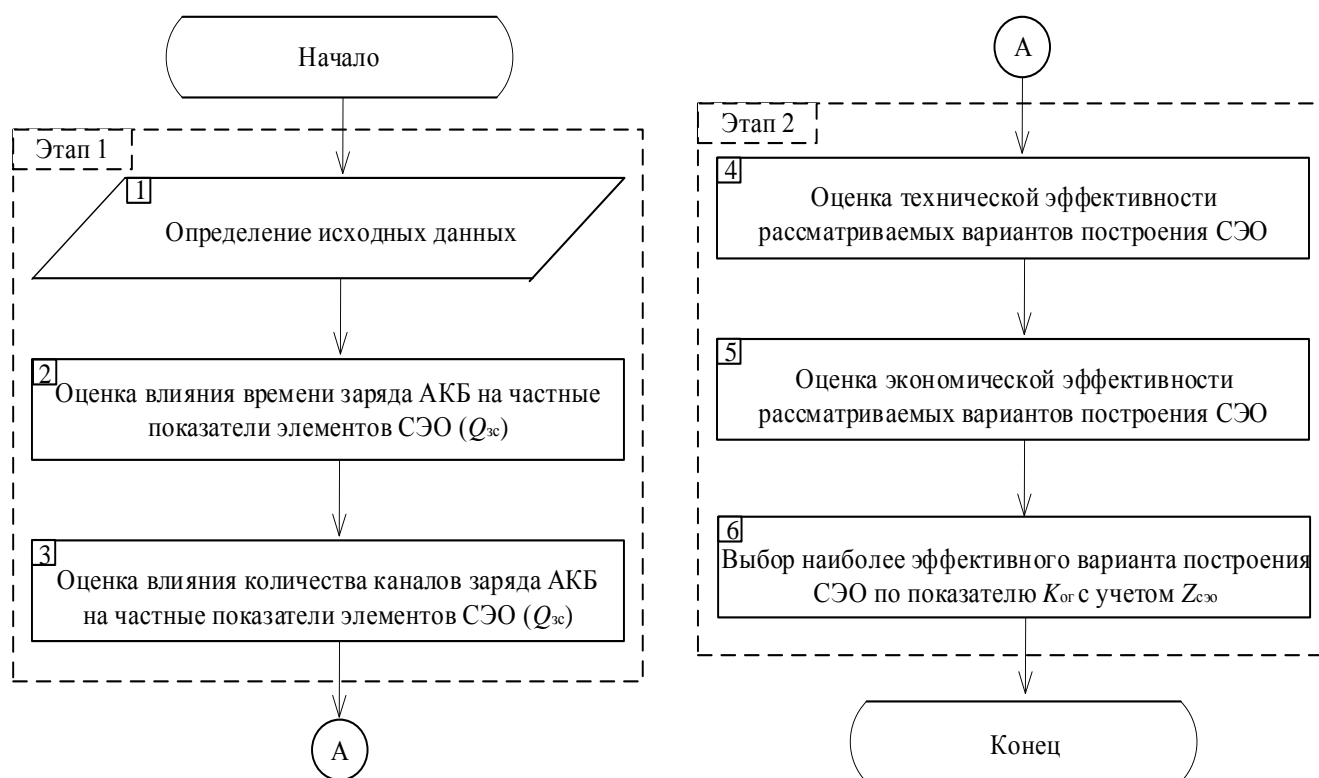 Начало
Этап 1
1
Определение исходных данных
2
Оценка влияния времени заряда АКБ на частные
показатели элементов СЭО (Qзс)
3
Оценка влияния количества каналов заряда АКБ
на частные показатели элементов СЭО (Qзс)
А
А
Этап 2
4
Оценка технической эффективности
рассматриваемых вариантов построения СЭО
5
Оценка экономической эффективности
рассматриваемых вариантов построения СЭО
6
Выбор наиболее эффективного варианта построения
СЭО по показателю Kог с учетом Zсэо
Конец